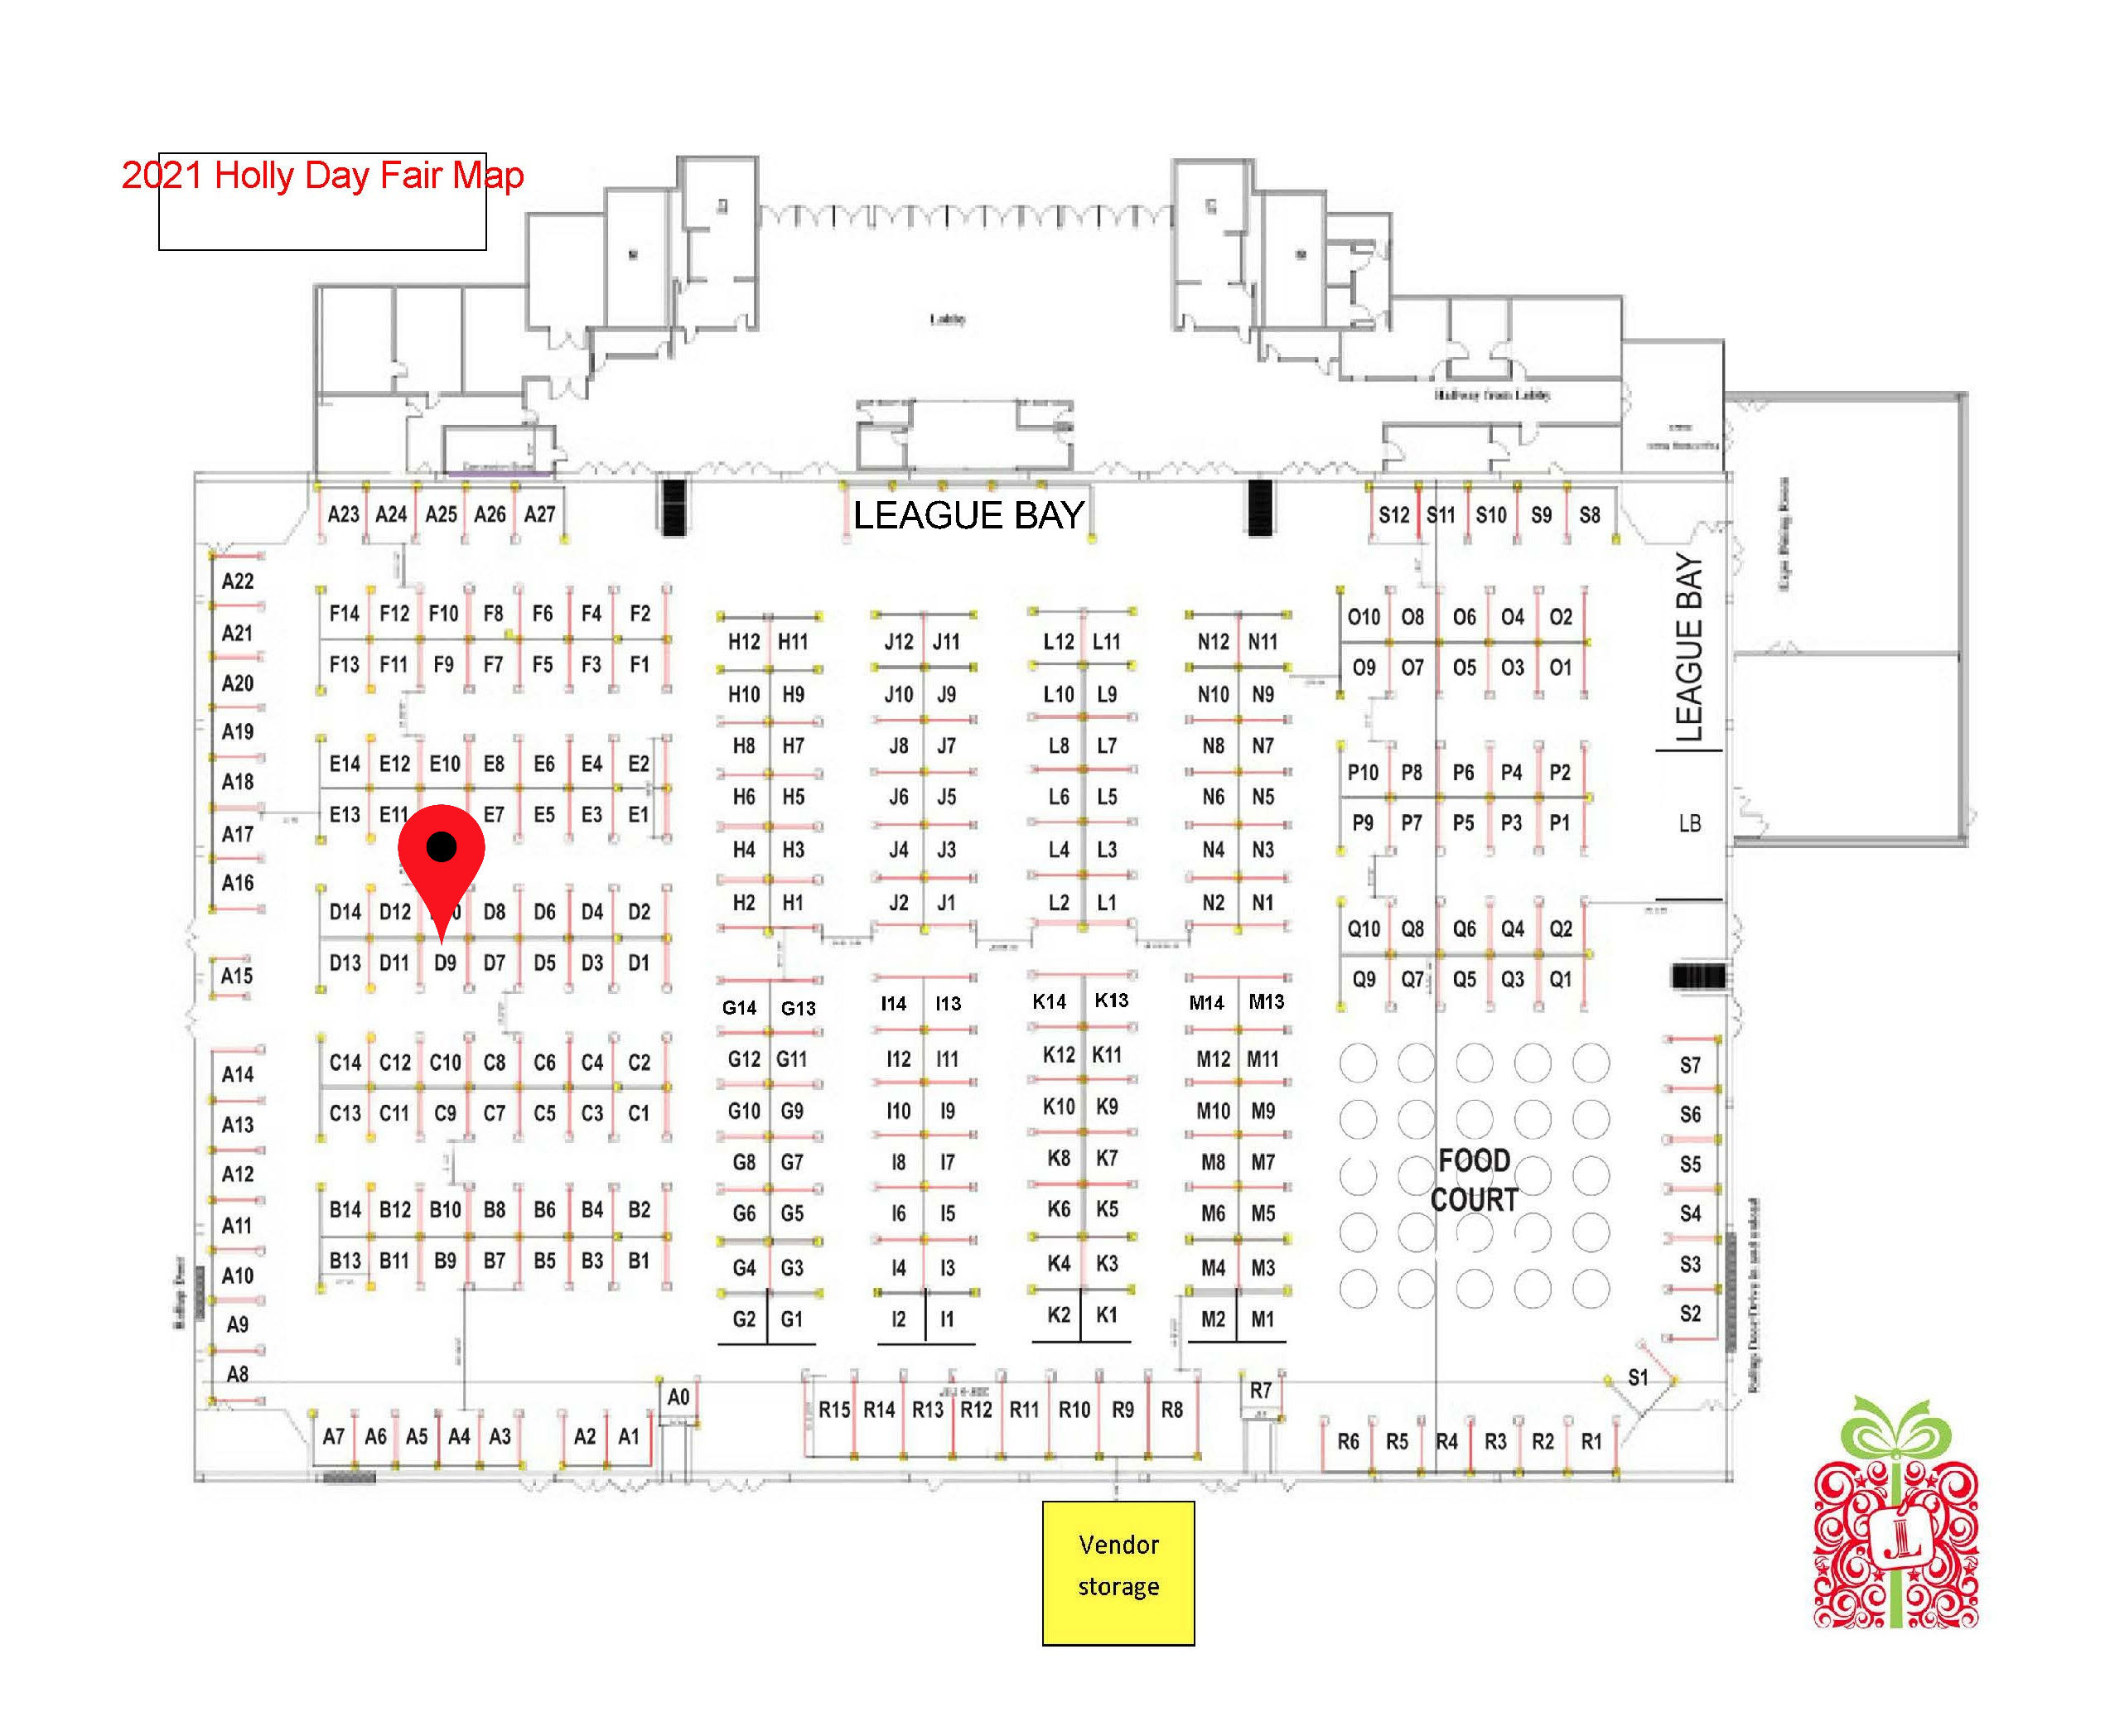 2021 Holly Day Fair Map
Lobby
Hallway from Lobby
LEAGUE BAY
A23 A24 A25 A26 A27
S12 S11 S10 S9 S8
LEAGUE BAY
LB
A22
A21
A20
A19
A18
A17
A16
A15
A14
A13
A12
A11
A10
A9
A8
F14 F12 F10 F8 F6 F4 F2
F13 F11 F9 F7 F5 F3 F1
E14 E12 E10 E8 E6 E4 E2
E13 E11 E7 E5 E3 E1
D14 D12 D8 D6 D4 D2
D13 D11 D9 D7 D5 D3 D1
C14 C12 C10 C8 C6 C4 C2
C13 C11 C9 C7 C5 C3 C1
B14 B12 B10 B8 B6 B4 B2
B13 B11 B9 B7 B5 B3 B1
H12 H11
H10 H9
H8 H7
H6 H5
H4 H3
H2 H1
G14 G13
G12 G11
G10 G9
G8 G7
G6 G5
G4 G3
G2 G1
J12 J11
J10 J9
J8 J7
J6 J5
J4 J3
J2 J1
I14 I13
I12 I11
I10 I9
I8 I7
I6 I5
I4 I3
I2 I1
L12 L11
L10 L9
L8 L7
L6 L5
L4 L3
L2 L1
K14 K13
K12 K11
K10 K9
K8 K7
K6 K5
K4 K3
K2 K1
N12 N11
N10 N9
N8 N7
N6 N5
N4 N3
N2 N1
M14 M13
M12 M11
M10 M9
M8 M7
M6 M5
M4 M3
M2 M1
O10 O8 O6 O4 O2
O9 O7 O5 O3 O1
P10 P8 P6 P4 P2
P9 P7 P5 P3 P1
Q10 Q8 Q6 Q4 Q2
Q9 Q7 Q5 Q3 Q1
FOOD
COURT
S7
S6
S5
S4
S3
S2
S1
A7 A6 A5 A4 A3 A2 A1
A0
R15 R14 R13 R12 R11 R10 R9 R8
R7
R6 R5 R4 R3 R2 R1
Vendor
storage
JL